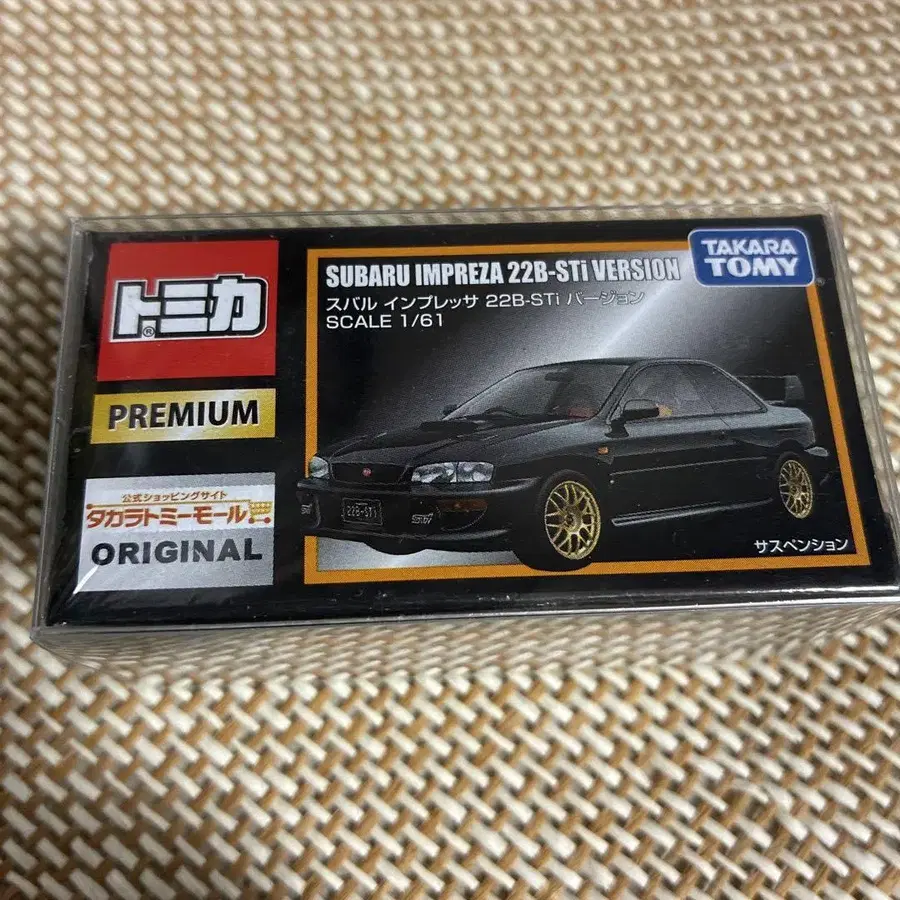 トミカ®
PREMIUM
公式ショッピングサイト
タカラトミーモール
ORIGINAL
SUBARU IMPREZA 22B-STi VERSION
スバル インプレッサ 22B-STi バージョン
SCALE 1/61
TAKARA
TOMY
22B-STi
サスペンション